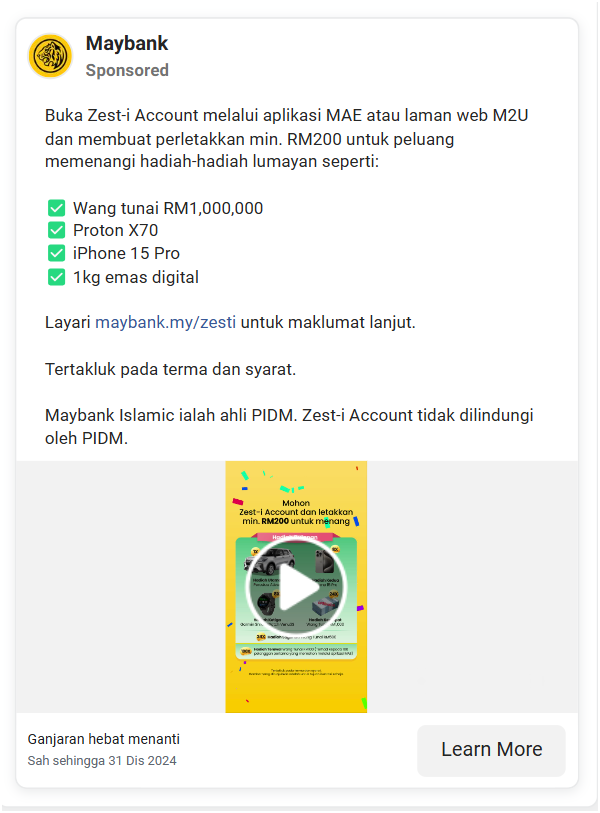 Maybank
Sponsored
Buka Zest-i Account melalui aplikasi MAE atau laman web M2U
dan membuat perletakkan min. RM200 untuk peluang
memenangi hadiah-hadiah lumayan seperti:
Wang tunai RM1,000,000
Proton X70
iPhone 15 Pro
1kg emas digital
Layari maybank.my/zesti untuk maklumat lanjut.
Tertakluk pada terma dan syarat.
Maybank Islamic ialah ahli PIDM. Zest-i Account tidak dilindungi
oleh PIDM.
Mohon
Zest-i Account dan letakkan
min. RM200 untuk menang
Ganjaran hebat menanti
Sah sehingga 31 Dis 2024
Learn More